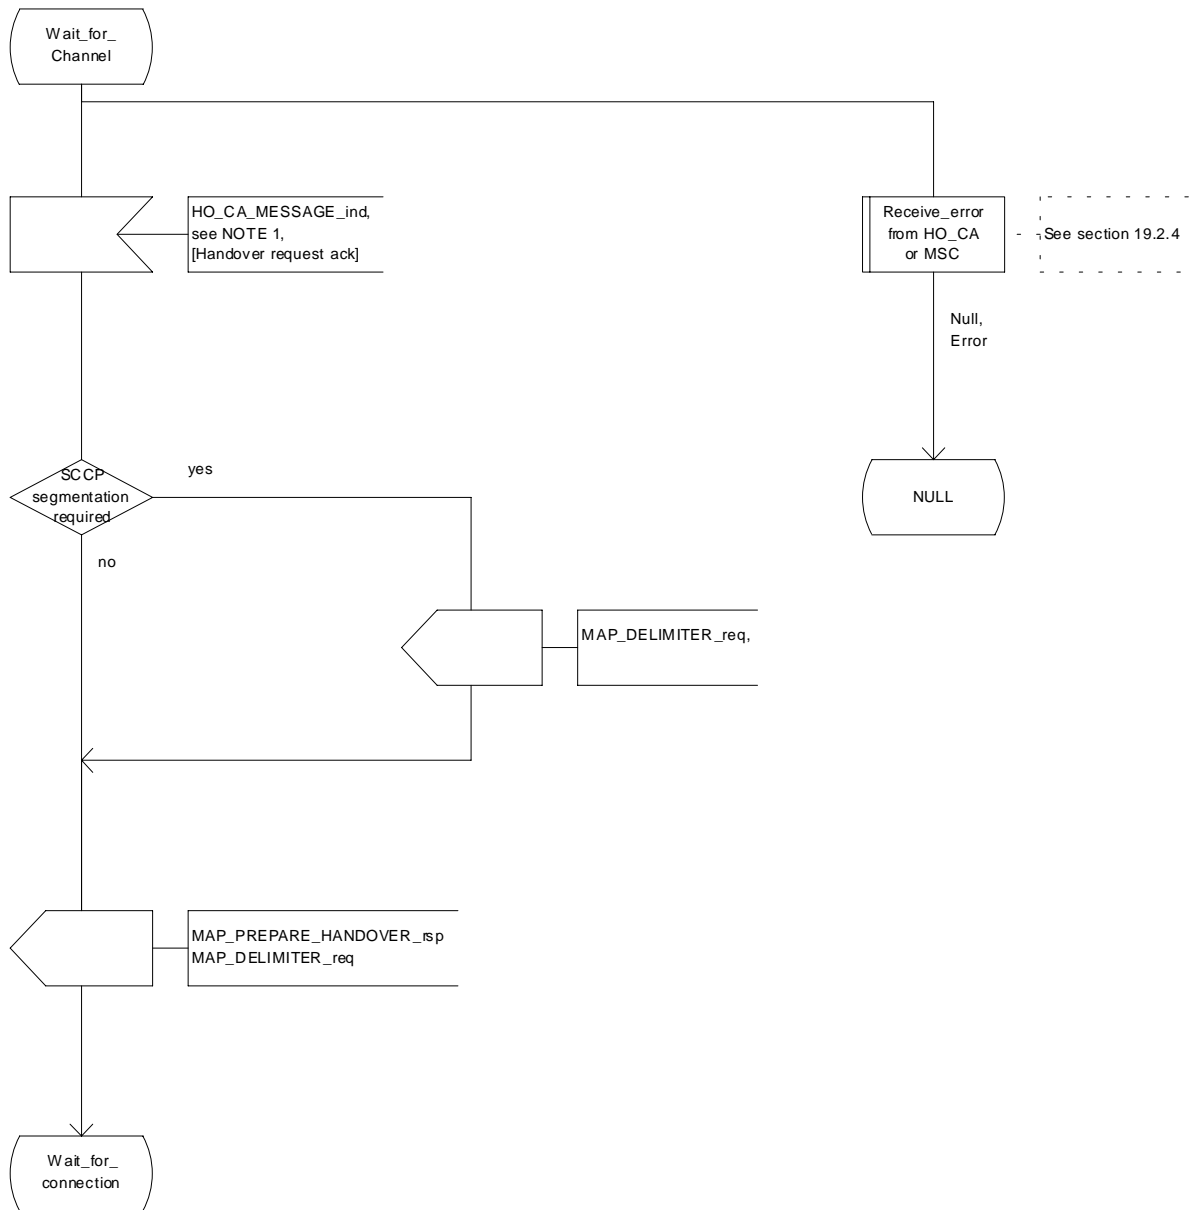 Wait_for_
Channel
HO_CA_MESSAGE_ind,
see NOTE 1,
[Handover request ack]
Receive_error
from HO_CA
or MSC
See section 19.2.4
Null,
Error
SCCP
segmentation
required
yes
NULL
no
MAP_DELIMITER_req,
MAP_PREPARE_HANDOVER_rsp
MAP_DELIMITER_req
Wait_for_
connection